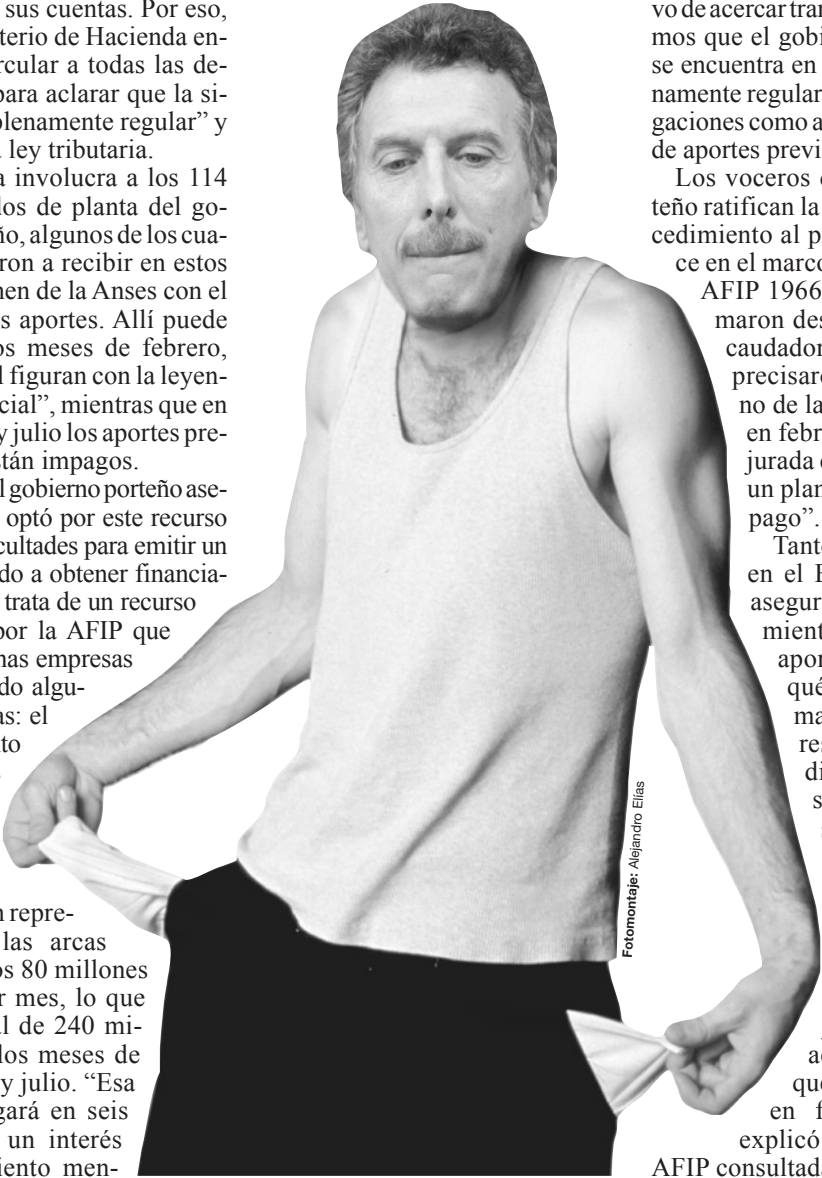 sus cuentas. Por eso,
terio de Hacienda en-
rcular a todas las de-
para aclarar que la si-
plenamente regular” y
ley tributaria.
a involucra a los 114
los de planta del go-
ño, algunos de los cua-
ron a recibir en estos
nen de la Anses con el
s aportes. Allí puede
os meses de febrero,
l figuran con la leyen-
cial”, mientras que en
y julio los aportes pre-
stán impagos.
l gobierno porteño ase-
optó por este recurso
cultades para emitir un
do a obtener financia-
trata de un recurso
por la AFIP que
nas empresas
do algu-
as: el
to
n repre-
las arcas
os 80 millones
r mes, lo que
al de 240 mi-
los meses de
y julio. “Esa
gará en seis
un interés
iento men-
Fotomontaje: Alejandro Elías
vo de acercar tran
mos que el gobi
se encuentra en
namente regular
gaciones como a
de aportes previ
Los voceros
teño ratifican la
cedimiento al p
ce en el marco
AFIP 1966
maron des
caudador
precisaro
no de la
en febr
jurada
un plan
pago”.
Tanto
en el E
asegur
mient
apor
qué
ma
res
di
s
a
que
en f
explicó
AFIP consultada